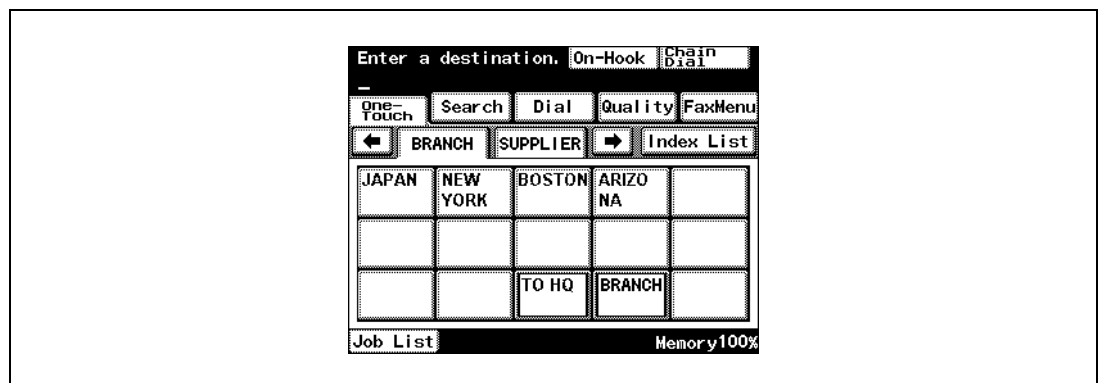 Enter a destination. On-Hook Chain Dial
One-Touch Search Dial Quality FaxMenu
BRANCH SUPPLIER Index List
JAPAN NEW YORK BOSTON ARIZO NA
TO HQ BRANCH
Job List Memory100%